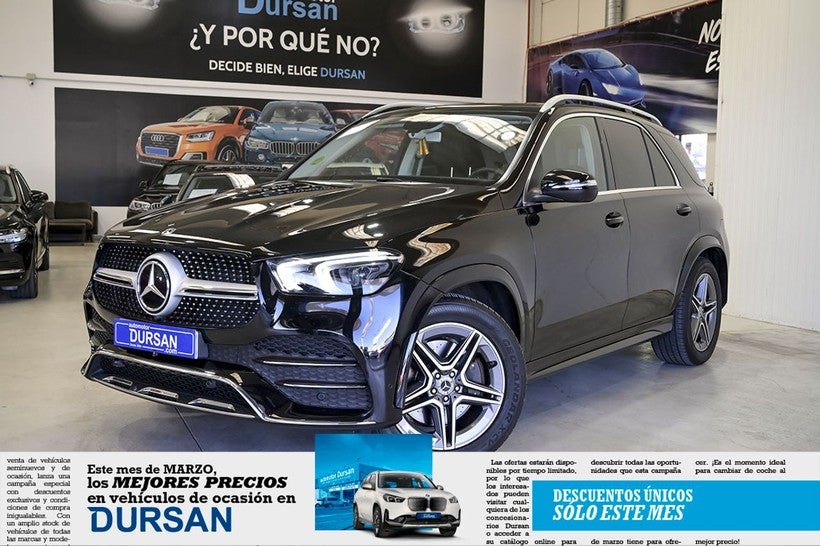 Dursan
¿Y POR QUÉ NO?
DECIDE BIEN, ELIGE DURSAN
NO
ES
automotor
DURSAN
.com
venta de vehículos
seminuevos y de
ocasión, lanza una
campaña especial
con descuentos
exclusivos y condi-
ciones de compra
inigualables. Con
un amplio stock de
vehículos de todas
las marcas y mode-
Este mes de MARZO,
los MEJORES PRECIOS
en vehículos de ocasión en
DURSAN
Dursan
Las ofertas estarán dispo-
nibles por tiempo limitado,
por lo que
los interesa-
dos pueden
visitar cual-
quiera de los
concesiona-
rios Dursan
o acceder a
su catálogo online para
descubrir todas las oportu-
nidades que esta campaña
de marzo tiene para ofre-
cer. ¡Es el momento ideal
para cambiar de coche al
mejor precio!
DESCUENTOS ÚNICOS
SÓLO ESTE MES